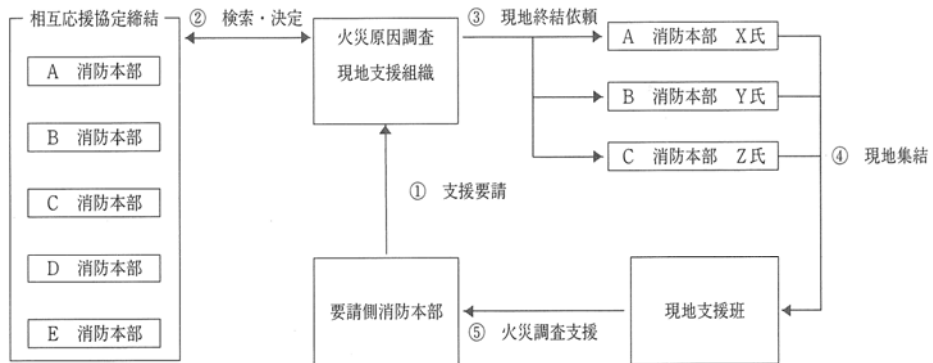 相互応援協定締結
A 消防本部
B 消防本部
C 消防本部
D 消防本部
E 消防本部
② 検索・決定
火災原因調査
現地支援組織
③ 現地終結依頼
A 消防本部 X氏
B 消防本部 Y氏
C 消防本部 Z氏
④ 現地集結
① 支援要請
要請側消防本部
⑤ 火災調査支援
現地支援班